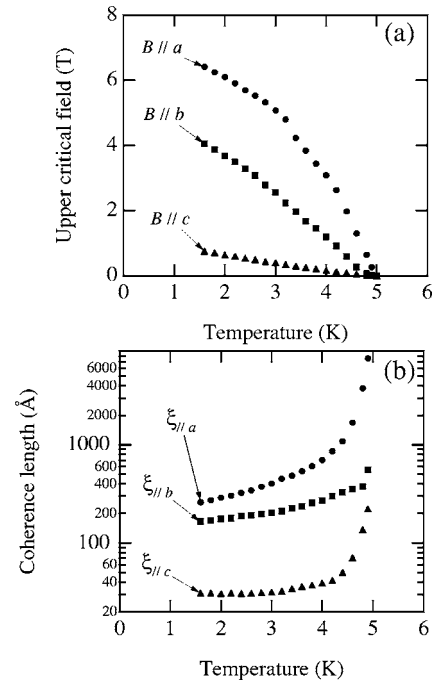 (a)
8
6
4
2
0
Upper critical field (T)
B // a
B // b
B // c
0 1 2 3 4 5 6
Temperature (K)
(b)
6000
4000
2000
1000
600
400
200
100
60
40
20
Coherence length (Å)
ξ// a
ξ// b
ξ// c
0 1 2 3 4 5 6
Temperature (K)